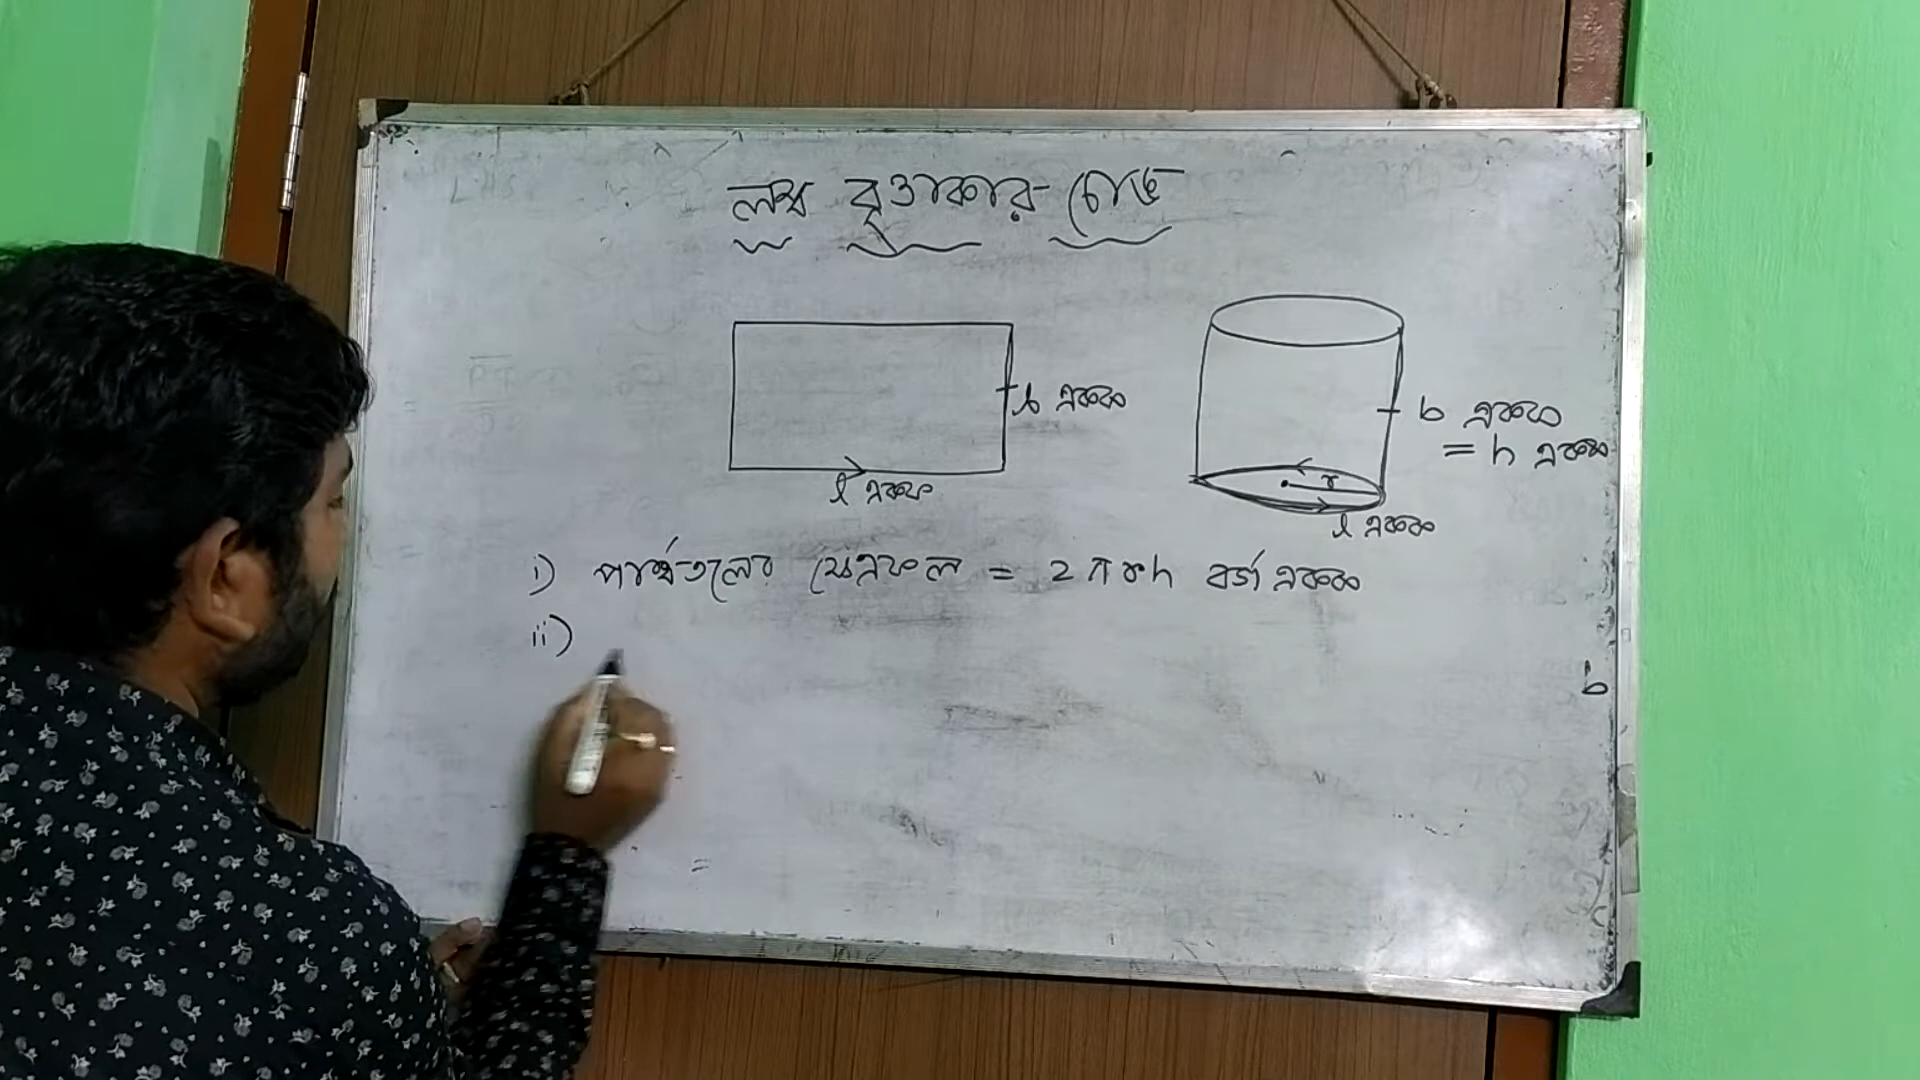 লম্ব বৃত্তাকার চোঙ
b একক
l একক
b একক
= h একক
r
l একক
i) পার্শ্বতলের ক্ষেত্রফল = 2πrh বর্গ একক
ii)
b
=